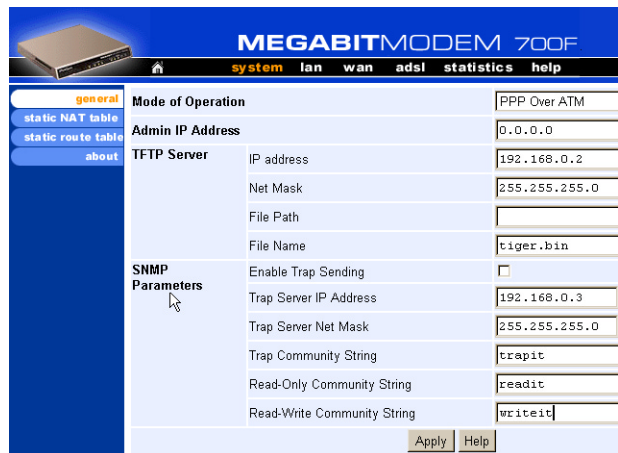 MEGABITMODEM 700F
system lan wan adsl statistics help
general
static NAT table
static route table
about
Mode of Operation PPP Over ATM
Admin IP Address 0.0.0.0
TFTP Server IP address 192.168.0.2
Net Mask 255.255.255.0
File Path
File Name tiger.bin
SNMP Parameters Enable Trap Sending
Trap Server IP Address 192.168.0.3
Trap Server Net Mask 255.255.255.0
Trap Community String trapit
Read-Only Community String readit
Read-Write Community String writeit
Apply Help